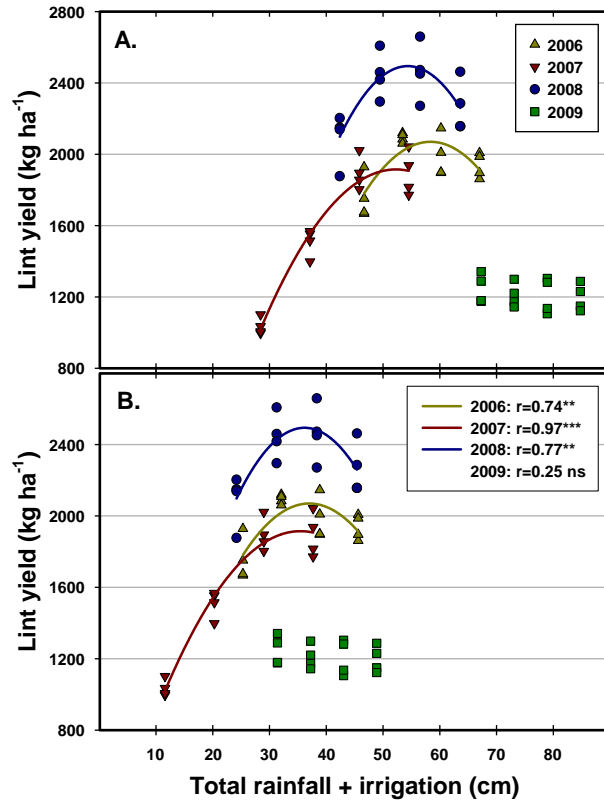 A.
2006
2007
2008
2009
2800
2400
2000
1600
1200
800
Lint yield (kg ha⁻¹)
B.
2006: r=0.74**
2007: r=0.97***
2008: r=0.77**
2009: r=0.25 ns
2400
2000
1600
1200
800
Lint yield (kg ha⁻¹)
10 20 30 40 50 60 70 80
Total rainfall + irrigation (cm)